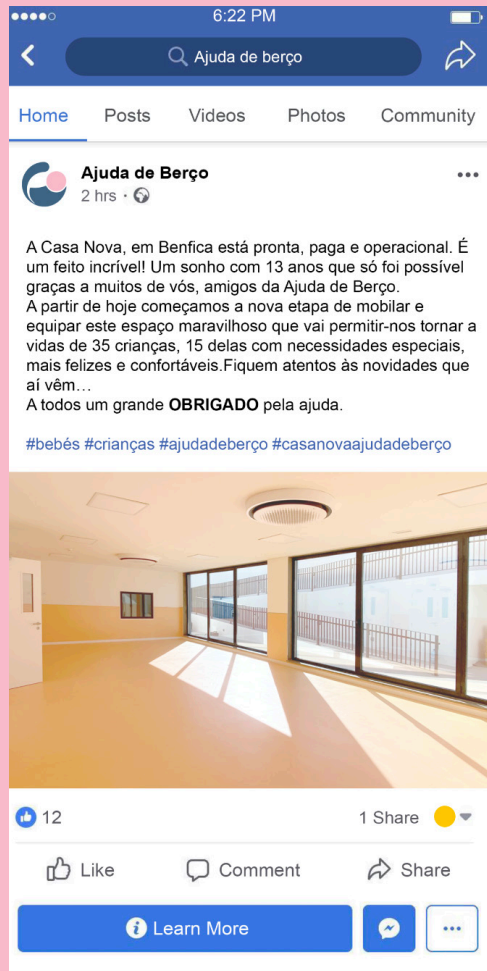 6:22 PM
Ajuda de berço
Home Posts Videos Photos Community
Ajuda de Berço
2 hrs ·
A Casa Nova, em Benfica está pronta, paga e operacional. É
um feito incrível! Um sonho com 13 anos que só foi possível
graças a muitos de vós, amigos da Ajuda de Berço.
A partir de hoje começamos a nova etapa de mobilar e
equipar este espaço maravilhoso que vai permitir-nos tornar a
vidas de 35 crianças, 15 delas com necessidades especiais,
mais felizes e confortáveis.Fiquem atentos às novidades que
aí vêm…
A todos um grande OBRIGADO pela ajuda.
#bebés #crianças #ajudadeberço #casanovaajudadeberço
12 1 Share
Like Comment Share
Learn More